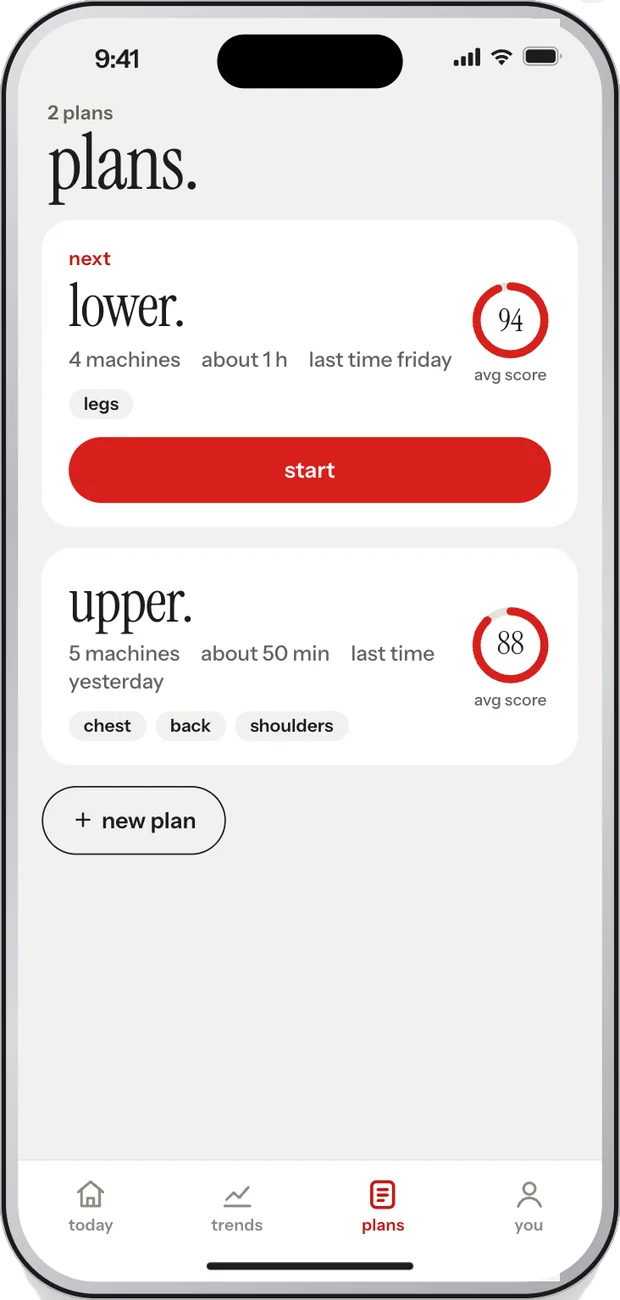 9:41
2 plans
plans.
next
lower.
4 machines about 1 h last time friday
94
avg score
legs
start
upper.
5 machines about 50 min last time
yesterday
88
avg score
chest back shoulders
+ new plan
today trends plans you